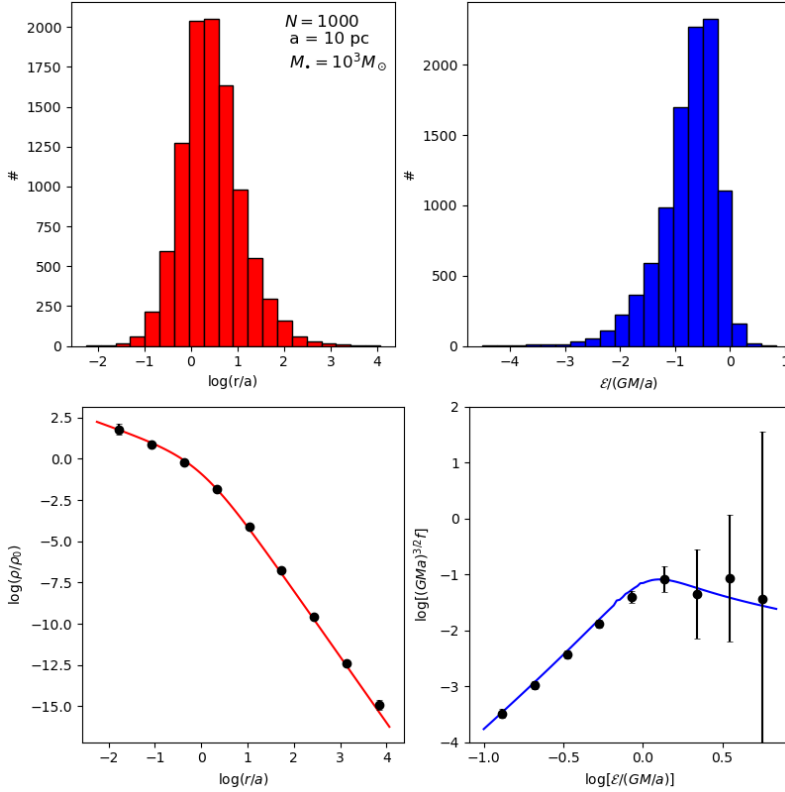 N = 1000
a = 10 pc
M• = 10³M☉
2000
1750
1500
1250
1000
750
500
250
0
#
−2 −1 0 1 2 3 4
log(r/a)
2000
1500
1000
500
0
#
−4 −3 −2 −1 0 1
ℰ/(GM/a)
2.5
0.0
−2.5
−5.0
−7.5
−10.0
−12.5
−15.0
log(ρ/ρ₀)
−2 −1 0 1 2 3 4
log(r/a)
2
1
0
−1
−2
−3
−4
log[(GMa)^{3/2}f]
−1.0 −0.5 0.0 0.5
log[ℰ/(GM/a)]